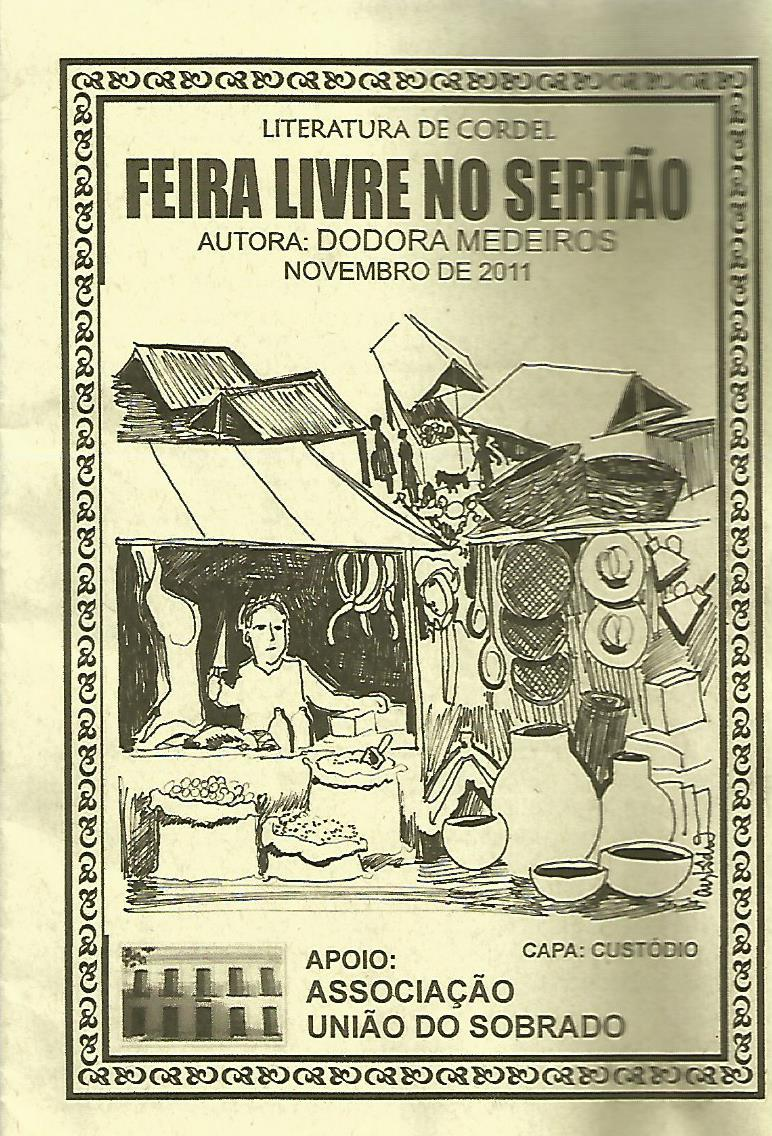 LITERATURA DE CORDEL
FEIRA LIVRE NO SERTÃO
AUTORA: DODORA MEDEIROS
NOVEMBRO DE 2011
CAPA: CUSTÓDIO
APOIO:
ASSOCIAÇÃO
UNIÃO DO SOBRADO